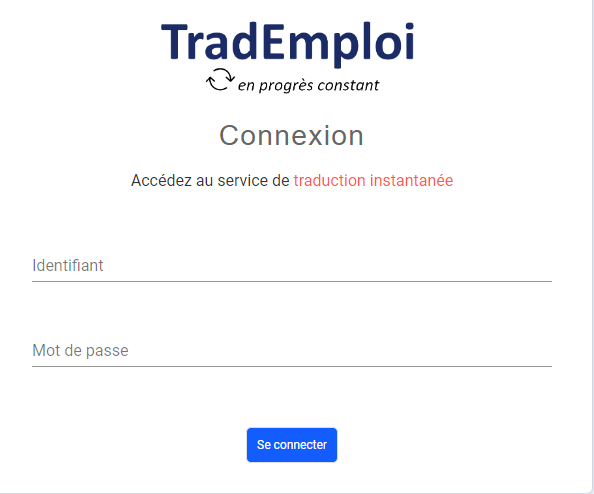 TradEmploi
en progrès constant
Connexion
Accédez au service de traduction instantanée
Identifiant
Mot de passe
Se connecter